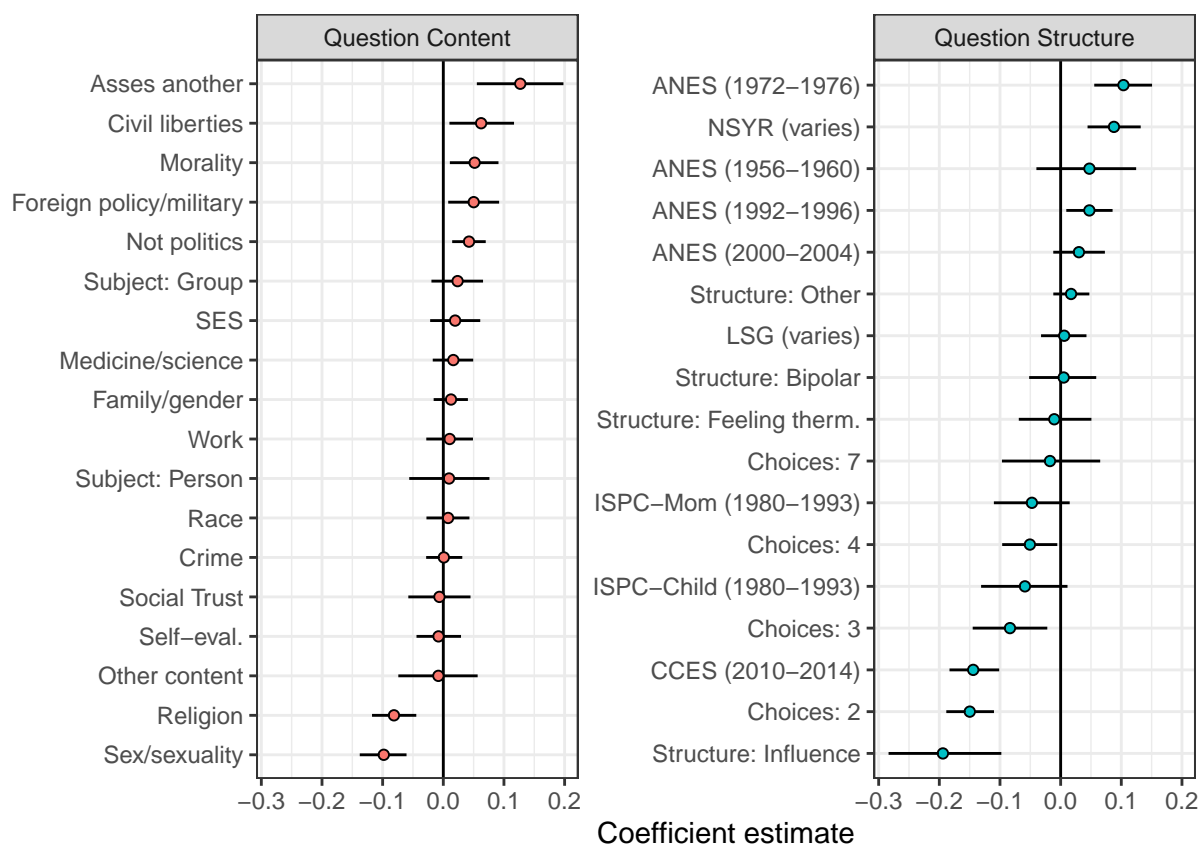 Question Content
Asses another
Civil liberties
Morality
Foreign policy/military
Not politics
Subject: Group
SES
Medicine/science
Family/gender
Work
Subject: Person
Race
Crime
Social Trust
Self−eval.
Other content
Religion
Sex/sexuality
−0.3 −0.2 −0.1 0.0 0.1 0.2
Question Structure
ANES (1972−1976)
NSYR (varies)
ANES (1956−1960)
ANES (1992−1996)
ANES (2000−2004)
Structure: Other
LSG (varies)
Structure: Bipolar
Structure: Feeling therm.
Choices: 7
ISPC−Mom (1980−1993)
Choices: 4
ISPC−Child (1980−1993)
Choices: 3
CCES (2010−2014)
Choices: 2
Structure: Influence
−0.3 −0.2 −0.1 0.0 0.1 0.2
Coefficient estimate